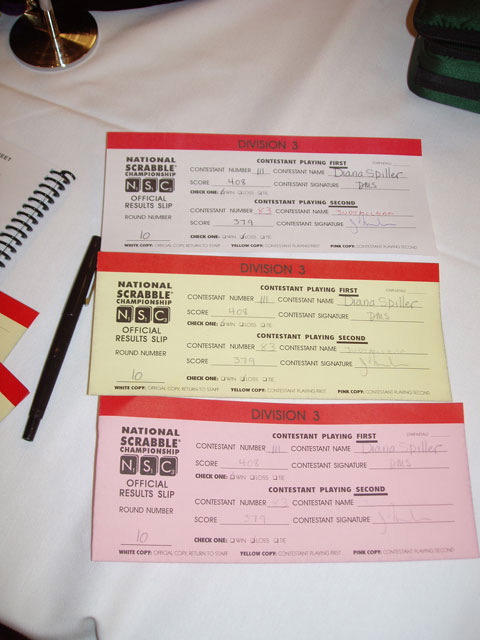 DIVISION 3
NATIONAL SCRABBLE® CHAMPIONSHIP
NSC
OFFICIAL RESULTS SLIP
ROUND NUMBER
10
CONTESTANT PLAYING FIRST
CONTESTANT NUMBER 111 CONTESTANT NAME Diana Spiller
SCORE 408 CONTESTANT SIGNATURE DMS
CHECK ONE: WIN LOSS TIE
CONTESTANT PLAYING SECOND
CONTESTANT NUMBER 83 CONTESTANT NAME
SCORE 379 CONTESTANT SIGNATURE
CHECK ONE: WIN LOSS TIE
WHITE COPY: OFFICIAL COPY, RETURN TO STAFF YELLOW COPY: CONTESTANT PLAYING FIRST PINK COPY: CONTESTANT PLAYING SECOND
DIVISION 3
NATIONAL SCRABBLE® CHAMPIONSHIP
NSC
OFFICIAL RESULTS SLIP
ROUND NUMBER
10
CONTESTANT PLAYING FIRST
CONTESTANT NUMBER 111 CONTESTANT NAME Diana Spiller
SCORE 408 CONTESTANT SIGNATURE DMS
CHECK ONE: WIN LOSS TIE
CONTESTANT PLAYING SECOND
CONTESTANT NUMBER 83 CONTESTANT NAME
SCORE 379 CONTESTANT SIGNATURE
CHECK ONE: WIN LOSS TIE
WHITE COPY: OFFICIAL COPY, RETURN TO STAFF YELLOW COPY: CONTESTANT PLAYING FIRST PINK COPY: CONTESTANT PLAYING SECOND
DIVISION 3
NATIONAL SCRABBLE® CHAMPIONSHIP
NSC
OFFICIAL RESULTS SLIP
ROUND NUMBER
10
CONTESTANT PLAYING FIRST
CONTESTANT NUMBER 111 CONTESTANT NAME Diana Spiller
SCORE 408 CONTESTANT SIGNATURE DMS
CHECK ONE: WIN LOSS TIE
CONTESTANT PLAYING SECOND
CONTESTANT NUMBER 83 CONTESTANT NAME
SCORE 379 CONTESTANT SIGNATURE
CHECK ONE: WIN LOSS TIE
WHITE COPY: OFFICIAL COPY, RETURN TO STAFF YELLOW COPY: CONTESTANT PLAYING FIRST PINK COPY: CONTESTANT PLAYING SECOND